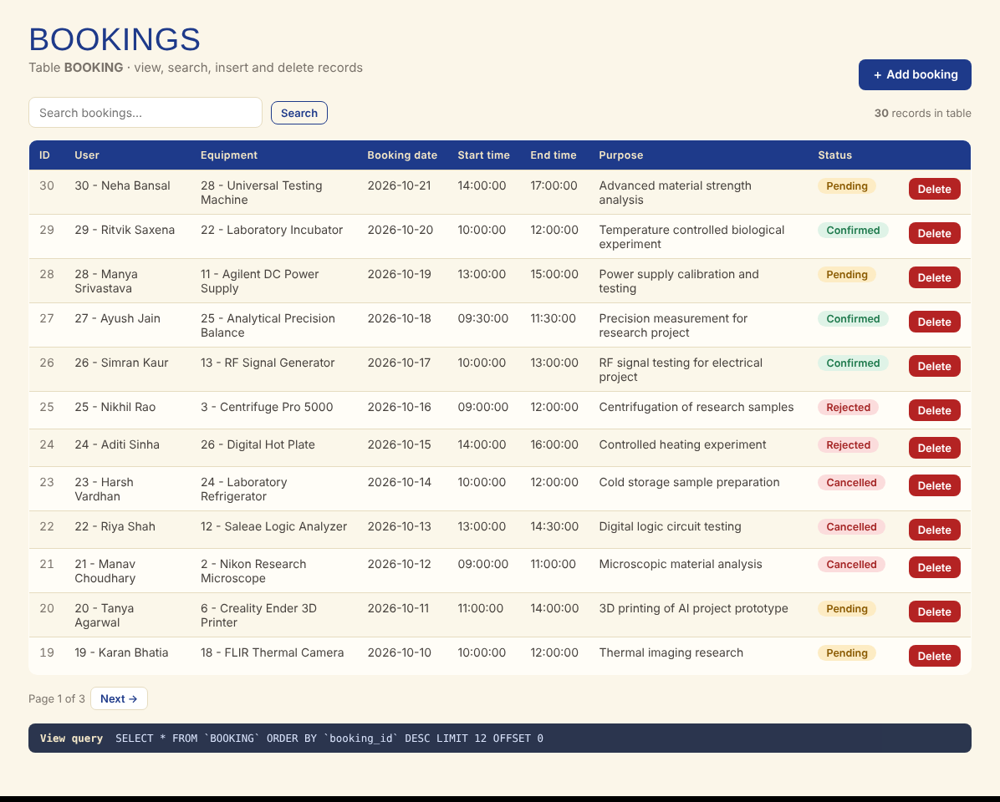 BOOKINGS
Table BOOKING · view, search, insert and delete records
+ Add booking
Search bookings...
Search
30 records in table
ID User Equipment Booking date Start time End time Purpose Status
30 30 - Neha Bansal 28 - Universal Testing Machine 2026-10-21 14:00:00 17:00:00 Advanced material strength analysis Pending Delete
29 29 - Ritvik Saxena 22 - Laboratory Incubator 2026-10-20 10:00:00 12:00:00 Temperature controlled biological experiment Confirmed Delete
28 28 - Manya Srivastava 11 - Agilent DC Power Supply 2026-10-19 13:00:00 15:00:00 Power supply calibration and testing Pending Delete
27 27 - Ayush Jain 25 - Analytical Precision Balance 2026-10-18 09:30:00 11:30:00 Precision measurement for research project Confirmed Delete
26 26 - Simran Kaur 13 - RF Signal Generator 2026-10-17 10:00:00 13:00:00 RF signal testing for electrical project Confirmed Delete
25 25 - Nikhil Rao 3 - Centrifuge Pro 5000 2026-10-16 09:00:00 12:00:00 Centrifugation of research samples Rejected Delete
24 24 - Aditi Sinha 26 - Digital Hot Plate 2026-10-15 14:00:00 16:00:00 Controlled heating experiment Rejected Delete
23 23 - Harsh Vardhan 24 - Laboratory Refrigerator 2026-10-14 10:00:00 12:00:00 Cold storage sample preparation Cancelled Delete
22 22 - Riya Shah 12 - Saleae Logic Analyzer 2026-10-13 13:00:00 14:30:00 Digital logic circuit testing Cancelled Delete
21 21 - Manav Choudhary 2 - Nikon Research Microscope 2026-10-12 09:00:00 11:00:00 Microscopic material analysis Cancelled Delete
20 20 - Tanya Agarwal 6 - Creality Ender 3D Printer 2026-10-11 11:00:00 14:00:00 3D printing of AI project prototype Pending Delete
19 19 - Karan Bhatia 18 - FLIR Thermal Camera 2026-10-10 10:00:00 12:00:00 Thermal imaging research Pending Delete
Page 1 of 3 Next →
View query SELECT * FROM `BOOKING` ORDER BY `booking_id` DESC LIMIT 12 OFFSET 0